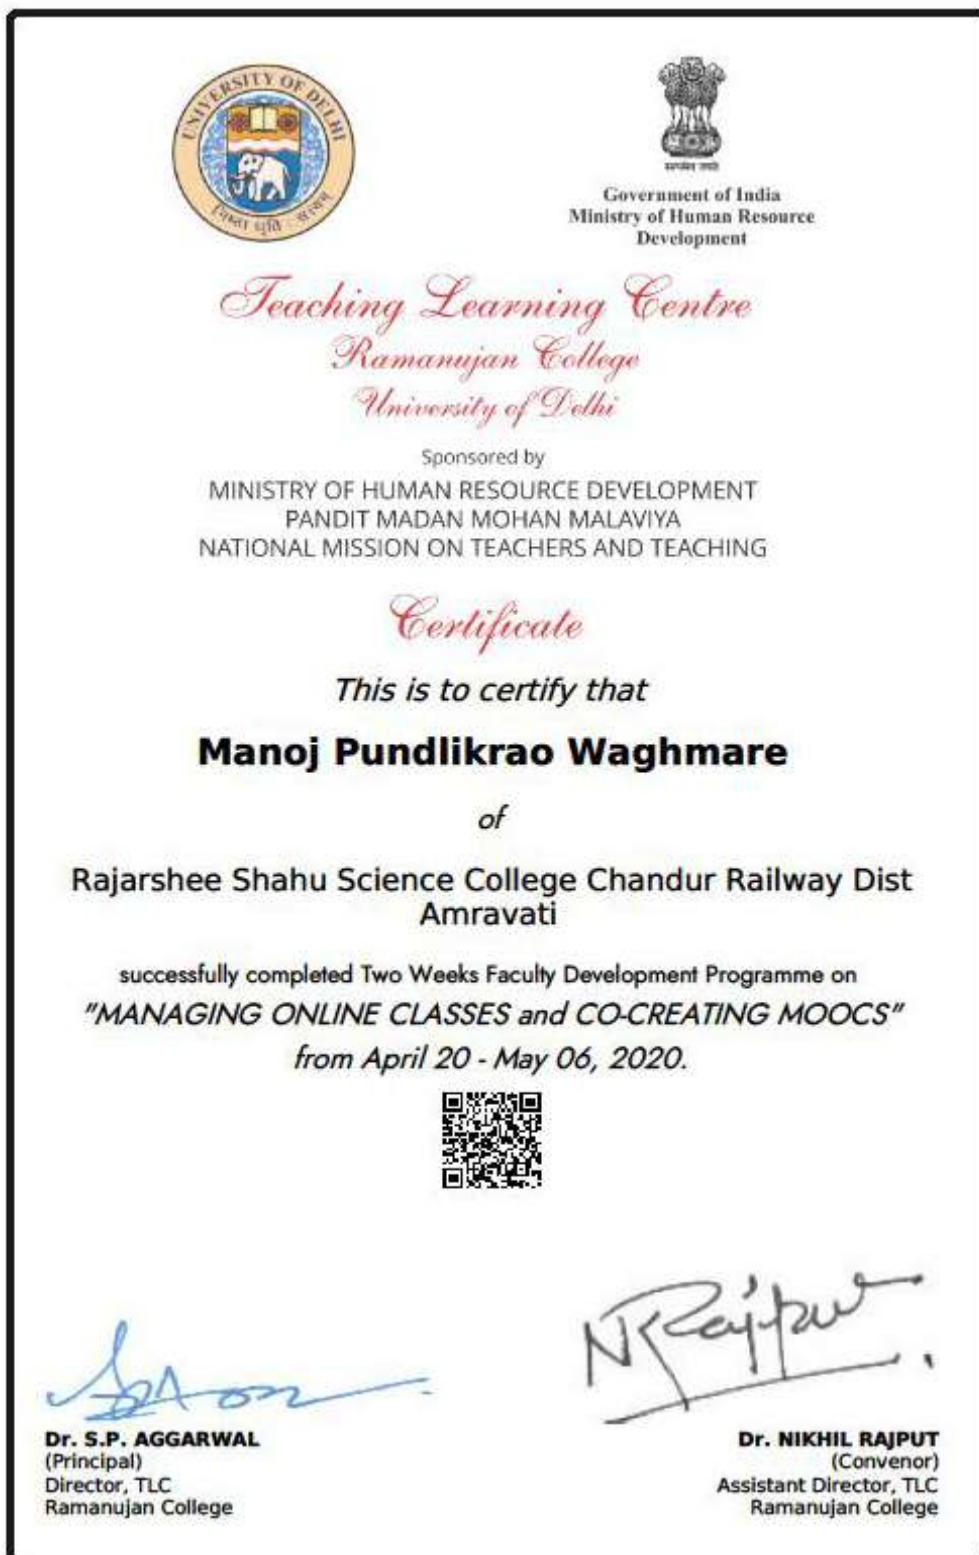 UNIVERSITY OF DELHI
निष्ठा धृति: सत्यम्
सत्यमेव जयते
Government of India
Ministry of Human Resource
Development
Teaching Learning Centre
Ramanujan College
University of Delhi
Sponsored by
MINISTRY OF HUMAN RESOURCE DEVELOPMENT
PANDIT MADAN MOHAN MALAVIYA
NATIONAL MISSION ON TEACHERS AND TEACHING
Certificate
This is to certify that
Manoj Pundlikrao Waghmare
of
Rajarshee Shahu Science College Chandur Railway Dist
Amravati
successfully completed Two Weeks Faculty Development Programme on
"MANAGING ONLINE CLASSES and CO-CREATING MOOCS"
from April 20 - May 06, 2020.
NRajput
Dr. S.P. AGGARWAL
(Principal)
Director, TLC
Ramanujan College
Dr. NIKHIL RAJPUT
(Convenor)
Assistant Director, TLC
Ramanujan College